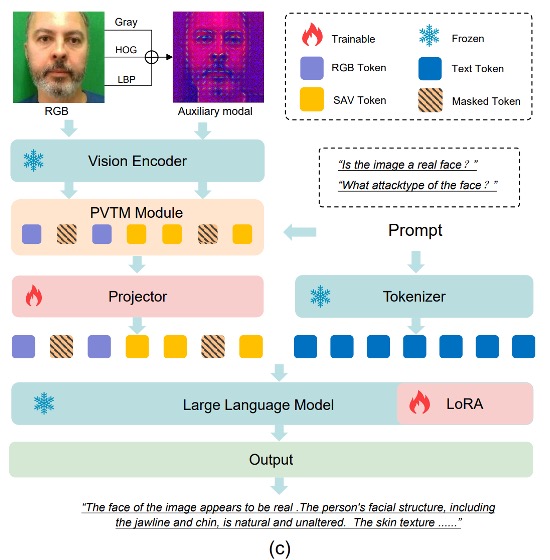 Gray
HOG
LBP
RGB
Auxiliary modal
Trainable
Frozen
RGB Token
Text Token
SAV Token
Masked Token
Vision Encoder
“Is the image a real face？”
“What attacktype of the face？”
PVTM Module
Prompt
Projector
Tokenizer
Large Language Model
LoRA
Output
“The face of the image appears to be real .The person's facial structure, including
the jawline and chin, is natural and unaltered. The skin texture ......”
(c)